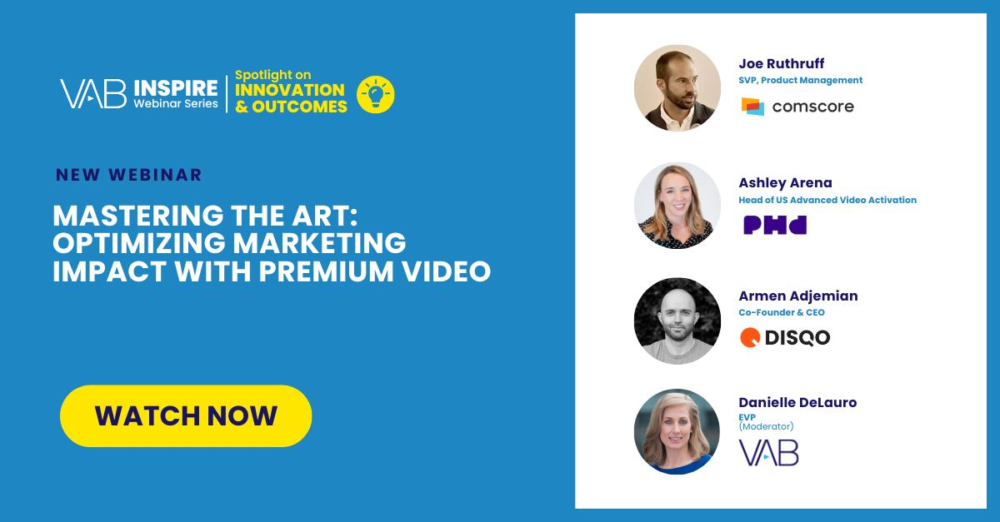 VAB INSPIRE
Webinar Series
Spotlight on
INNOVATION
& OUTCOMES
NEW WEBINAR
MASTERING THE ART:
OPTIMIZING MARKETING
IMPACT WITH PREMIUM VIDEO
WATCH NOW
Joe Ruthruff
SVP, Product Management
comscore
Ashley Arena
Head of US Advanced Video Activation
PHd
Armen Adjemian
Co-Founder & CEO
DISQO
Danielle DeLauro
EVP
(Moderator)
VAB